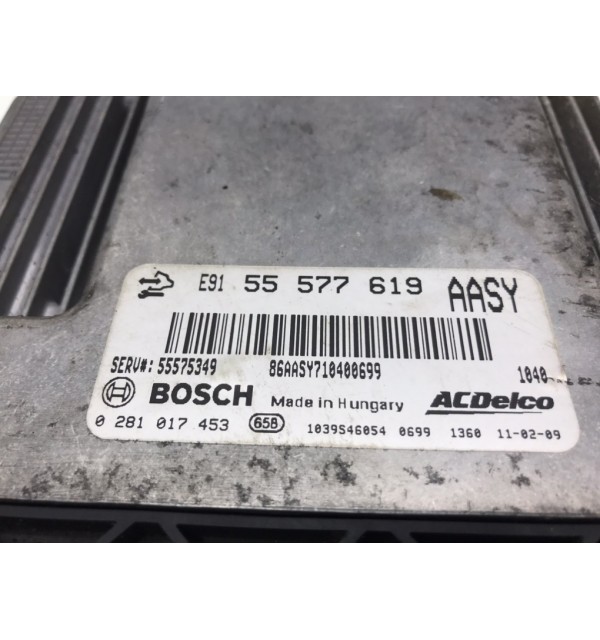 E91 55 577 619 AASY
SERV#: 55575349 86AASY710400699 1040
BOSCH Made in Hungary ACDelco
0 281 017 453 658 1039S46054 0699 1360 11-02-09